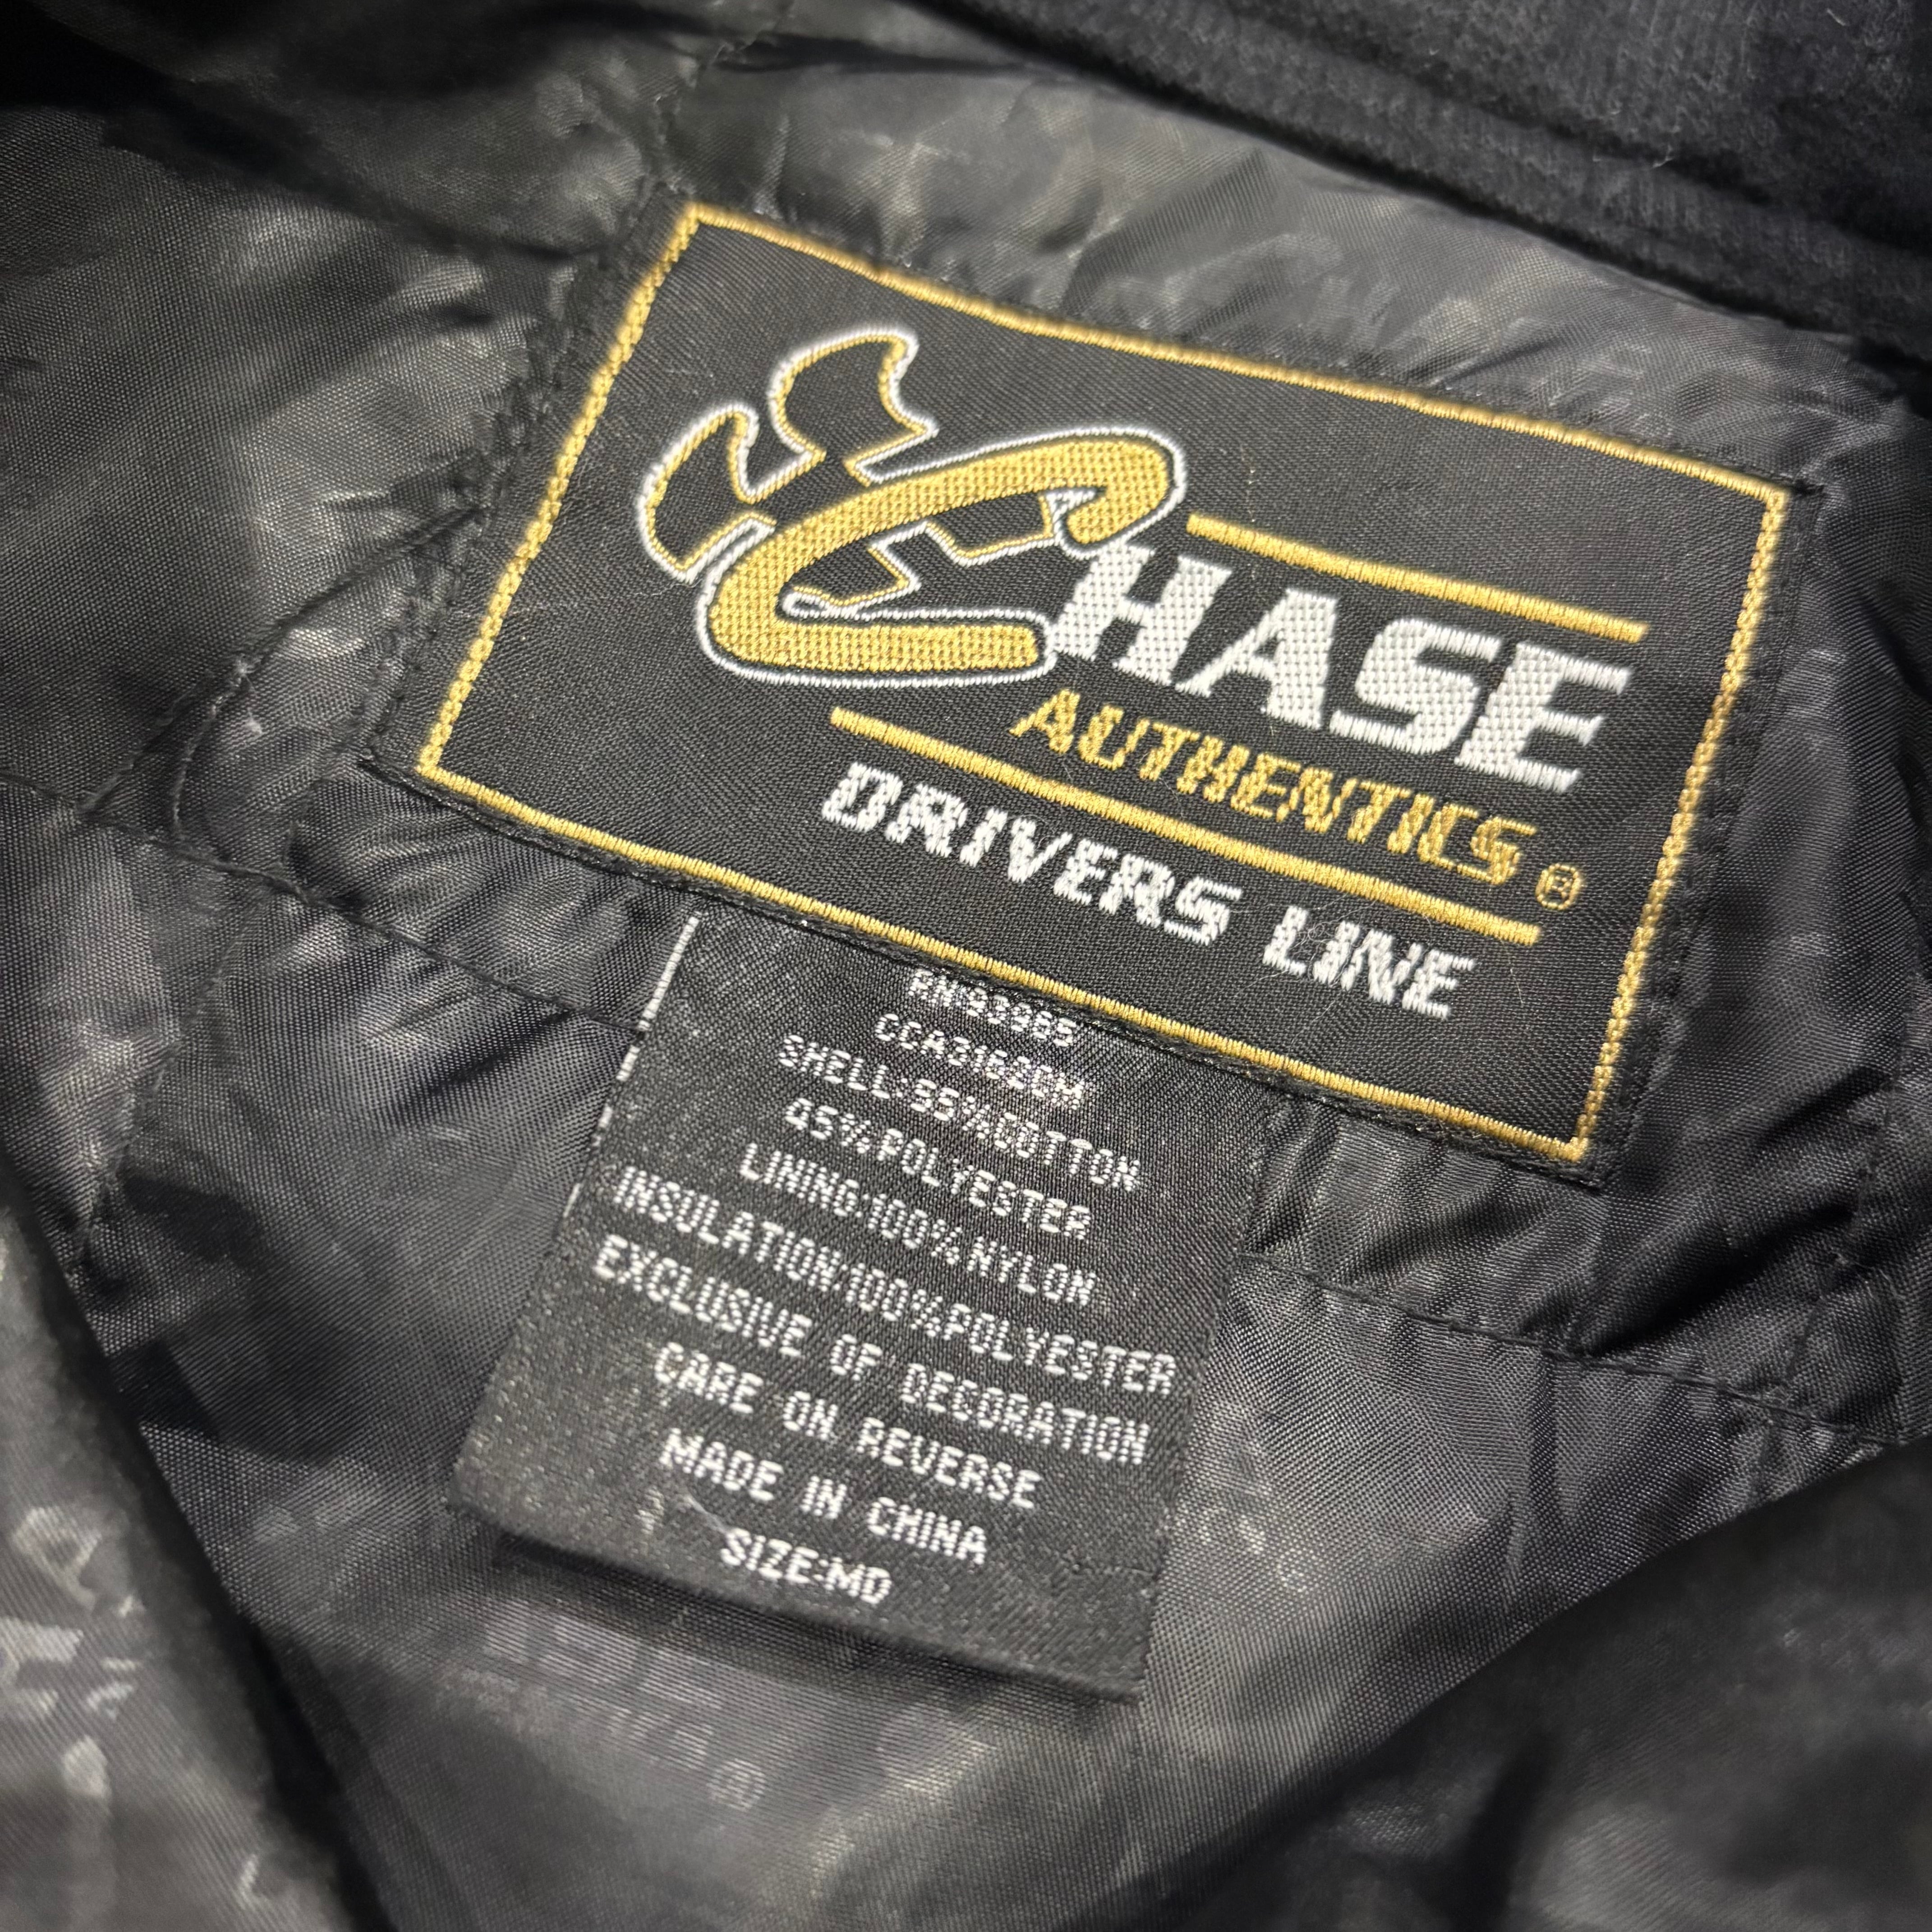 CHASE
AUTHENTICS®
DRIVERS LINE
SHELL:55%COTTON
45%POLYESTER
LINING:100%NYLON
INSULATION:100%POLYESTER
EXCLUSIVE OF DECORATION
CARE ON REVERSE
MADE IN CHINA
SIZE:MD